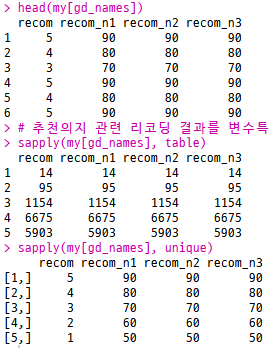 > head(my[gd_names])
  recom recom_n1 recom_n2 recom_n3
1     5       90       90       90
2     4       80       80       80
3     3       70       70       70
4     5       90       90       90
5     4       80       80       80
6     5       90       90       90
> # 추천의지 관련 리코딩 결과를 변수특
> sapply(my[gd_names], table)
  recom recom_n1 recom_n2 recom_n3
1    14       14       14       14
2    95       95       95       95
3  1154     1154     1154     1154
4  6675     6675     6675     6675
5  5903     5903     5903     5903
> sapply(my[gd_names], unique)
     recom recom_n1 recom_n2 recom_n3
[1,]     5       90       90       90
[2,]     4       80       80       80
[3,]     3       70       70       70
[4,]     2       60       60       60
[5,]     1       50       50       50